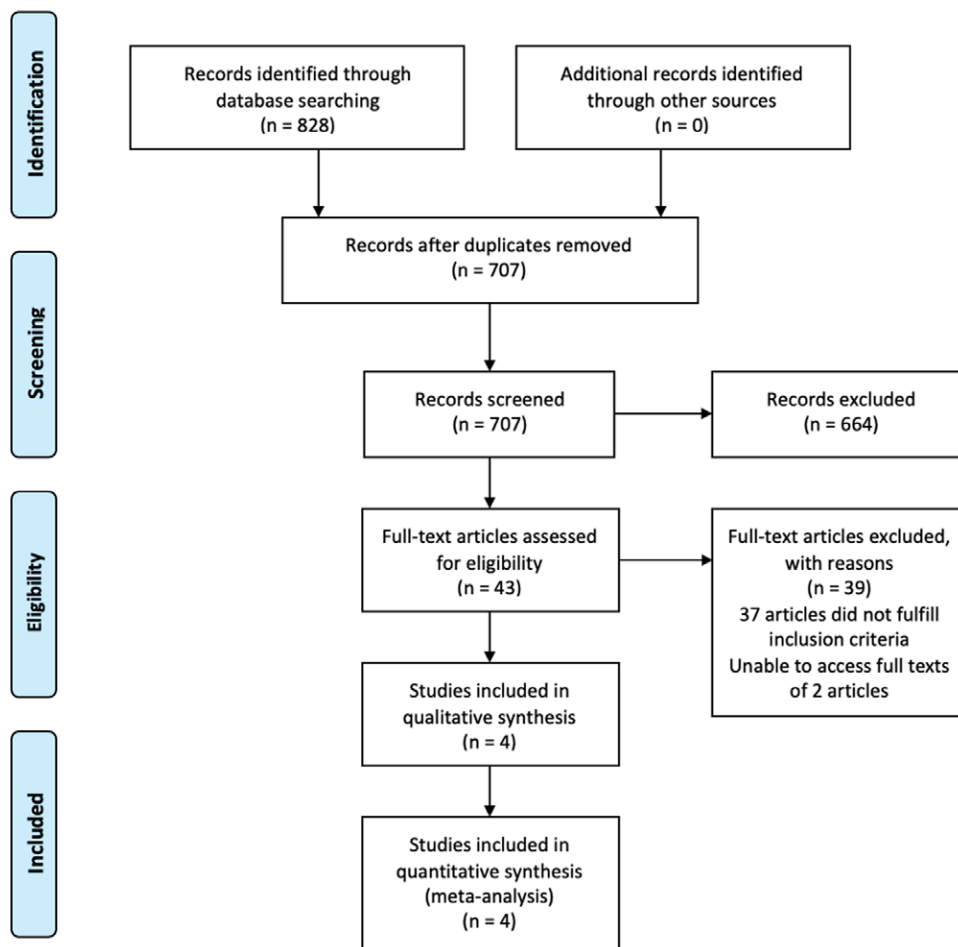 Identification
Records identified through
database searching
(n = 828)
Additional records identified
through other sources
(n = 0)
Records after duplicates removed
(n = 707)
Screening
Records screened
(n = 707)
Records excluded
(n = 664)
Eligibility
Full-text articles assessed
for eligibility
(n = 43)
Full-text articles excluded,
with reasons
(n = 39)
37 articles did not fulfill
inclusion criteria
Unable to access full texts
of 2 articles
Studies included in
qualitative synthesis
(n = 4)
Included
Studies included in
quantitative synthesis
(meta-analysis)
(n = 4)